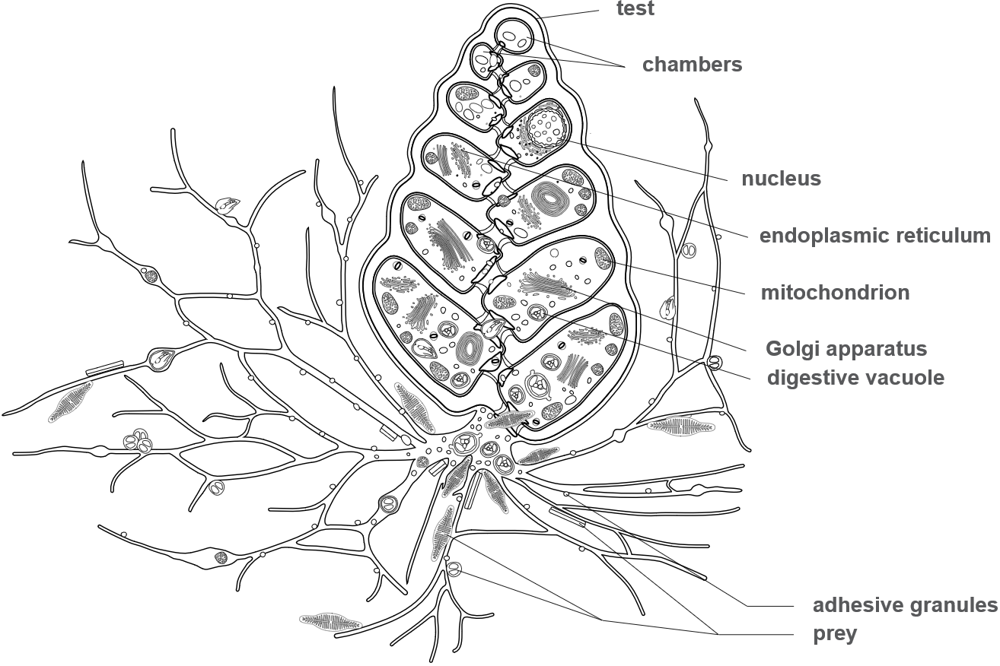 test
chambers
nucleus
endoplasmic reticulum
mitochondrion
Golgi apparatus
digestive vacuole
adhesive granules
prey